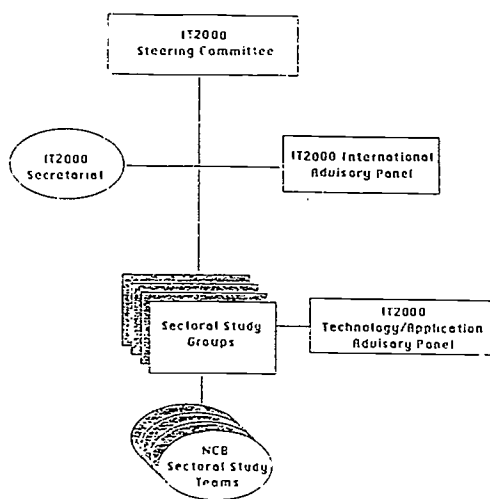 IT2000
Steering Committee
IT2000
Secretarial
IT2000 International
Advisory Panel
Sectoral Study
Groups
IT2000
Technology/Application
Advisory Panel
NCB
Sectoral Study
Teams